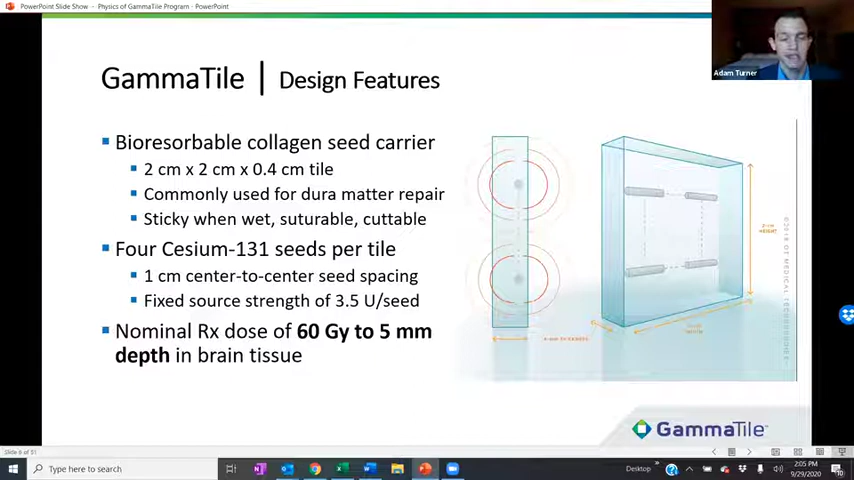 PowerPoint Slide Show - Physics of GammaTile Program - PowerPoint
Adam Turner
GammaTile | Design Features
Bioresorbable collagen seed carrier
2 cm x 2 cm x 0.4 cm tile
Commonly used for dura matter repair
Sticky when wet, suturable, cuttable
Four Cesium-131 seeds per tile
1 cm center-to-center seed spacing
Fixed source strength of 3.5 U/seed
Nominal Rx dose of 60 Gy to 5 mm
depth in brain tissue
HEIGHT
GammaTile
Slide 6 of 51
Type here to search
Desktop
2:05 PM
9/29/2020